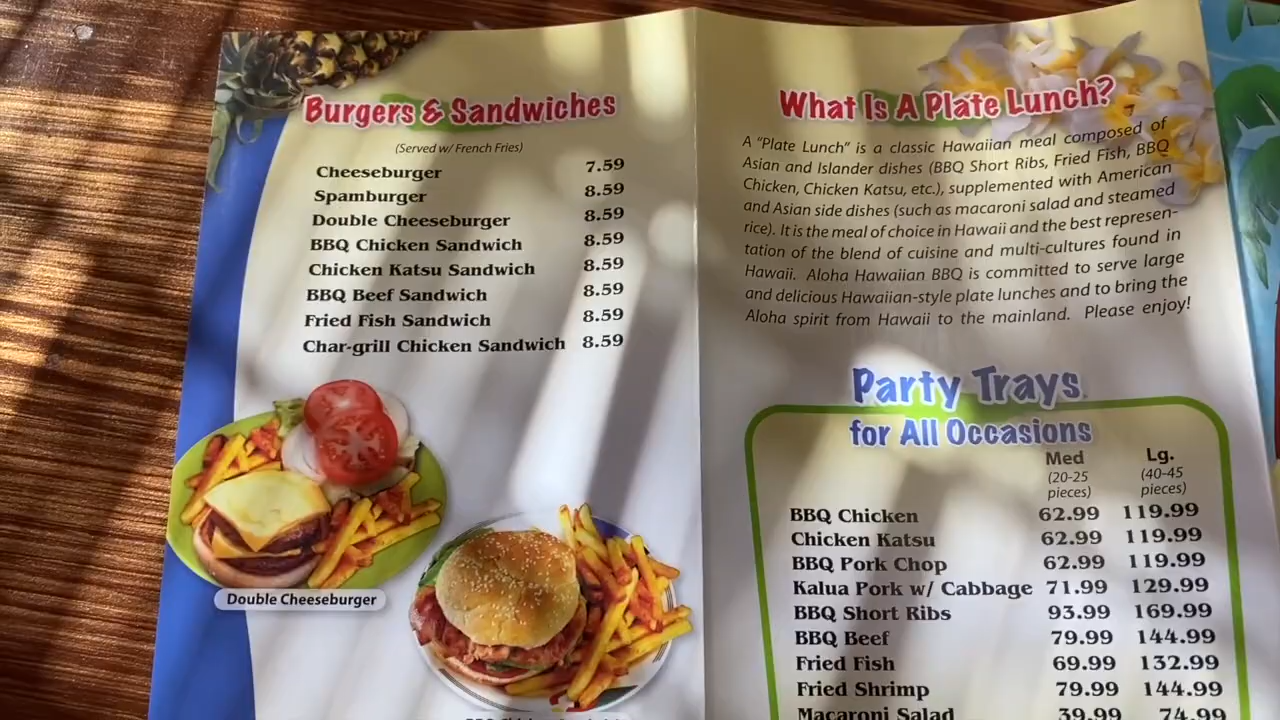 Burgers & Sandwiches
(Served w/ French Fries)
Cheeseburger 7.59
Spamburger 8.59
Double Cheeseburger 8.59
BBQ Chicken Sandwich 8.59
Chicken Katsu Sandwich 8.59
BBQ Beef Sandwich 8.59
Fried Fish Sandwich 8.59
Char-grill Chicken Sandwich 8.59
Double Cheeseburger
What Is A Plate Lunch?
A "Plate Lunch" is a classic Hawaiian meal composed of
Asian and Islander dishes (BBQ Short Ribs, Fried Fish, BBQ
Chicken, Chicken Katsu, etc.), supplemented with American
and Asian side dishes (such as macaroni salad and steamed
rice). It is the meal of choice in Hawaii and the best represen-
tation of the blend of cuisine and multi-cultures found in
Hawaii. Aloha Hawaiian BBQ is committed to serve large
and delicious Hawaiian-style plate lunches and to bring the
Aloha spirit from Hawaii to the mainland. Please enjoy!
Party Trays
for All Occasions
Med Lg.
(20-25 (40-45
pieces) pieces)
BBQ Chicken 62.99 119.99
Chicken Katsu 62.99 119.99
BBQ Pork Chop 62.99 119.99
Kalua Pork w/ Cabbage 71.99 129.99
BBQ Short Ribs 93.99 169.99
BBQ Beef 79.99 144.99
Fried Fish 69.99 132.99
Fried Shrimp 79.99 144.99
Macaroni Salad 39.99 74.99